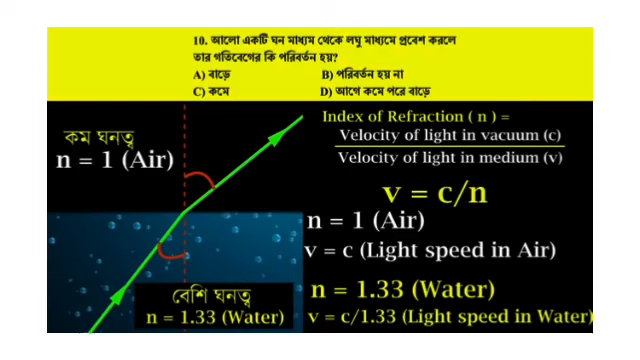 10. আলো একটি ঘন মাধ্যম থেকে লঘু মাধ্যমে প্রবেশ করলে
তার গতিবেগের কি পরিবর্তন হয়?
A) বাড়ে B) পরিবর্তন হয় না
C) কমে D) আগে কমে পরে বাড়ে
কম ঘনত্ব
n = 1 (Air)
Index of Refraction ( n ) =
Velocity of light in vacuum (c)
Velocity of light in medium (v)
v = c/n
n = 1 (Air)
v = c (Light speed in Air)
বেশি ঘনত্ব
n = 1.33 (Water)
n = 1.33 (Water)
v = c/1.33 (Light speed in Water)